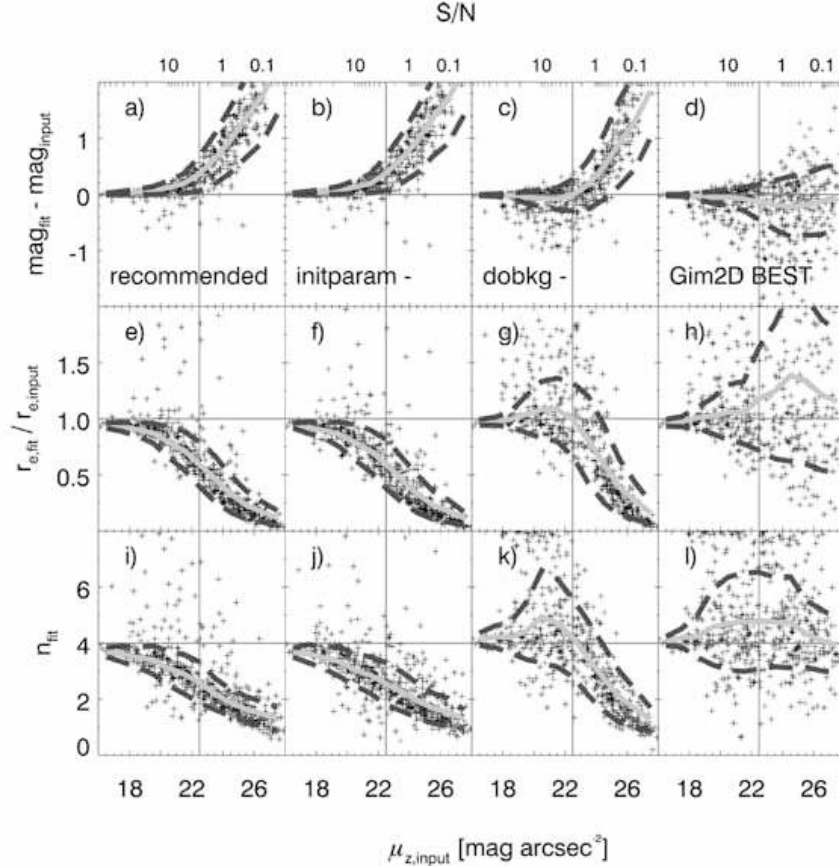 S/N
10 1 0.1 10 1 0.1 10 1 0.1 10 1 0.1
a) b) c) d)
1
0
-1
mag_fit - mag_input
recommended initparam - dobkg - Gim2D BEST
e) f) g) h)
1.5
1.0
0.5
r_e,fit / r_e,input
i) j) k) l)
6
4
2
0
n_fit
18 22 26 18 22 26 18 22 26 18 22 26
μ_z,input [mag arcsec⁻²]